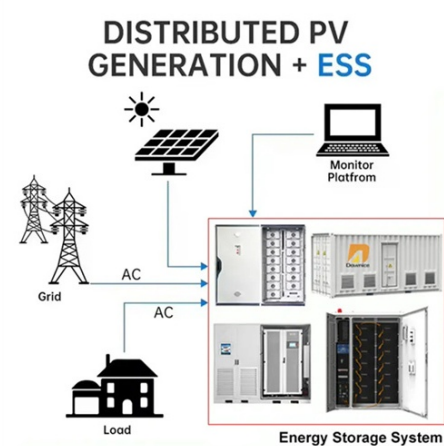 DISTRIBUTED PV
GENERATION + ESS
Monitor
Platfrom
Grid
AC
AC
Load
Energy Storage System